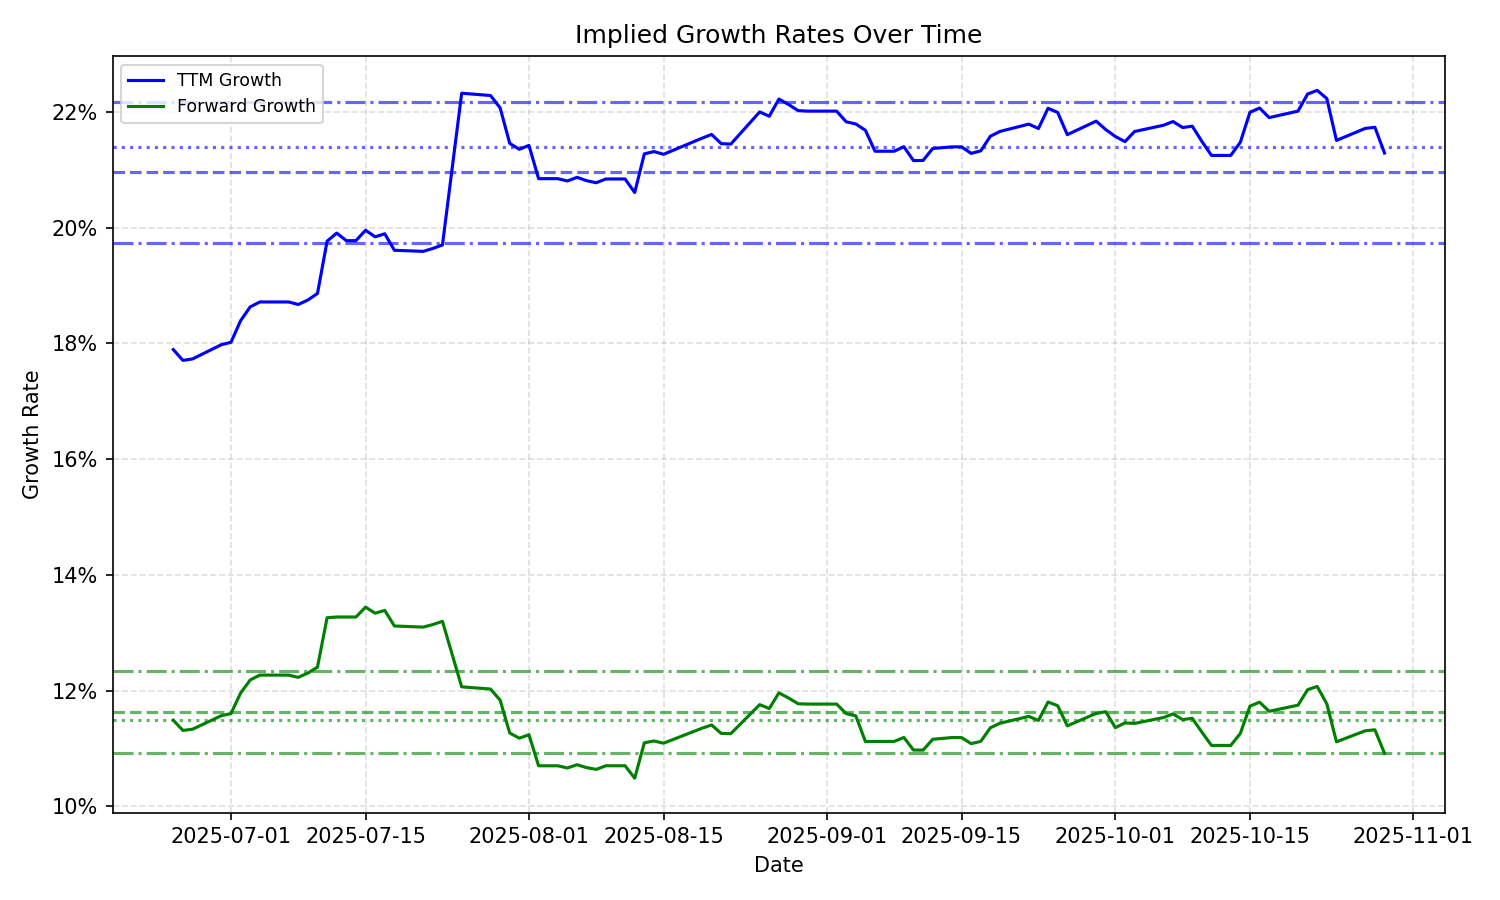 Implied Growth Rates Over Time
TTM Growth
Forward Growth
22%
20%
18%
16%
14%
12%
10%
Growth Rate
2025-07-01 2025-07-15 2025-08-01 2025-08-15 2025-09-01 2025-09-15 2025-10-01 2025-10-15 2025-11-01
Date